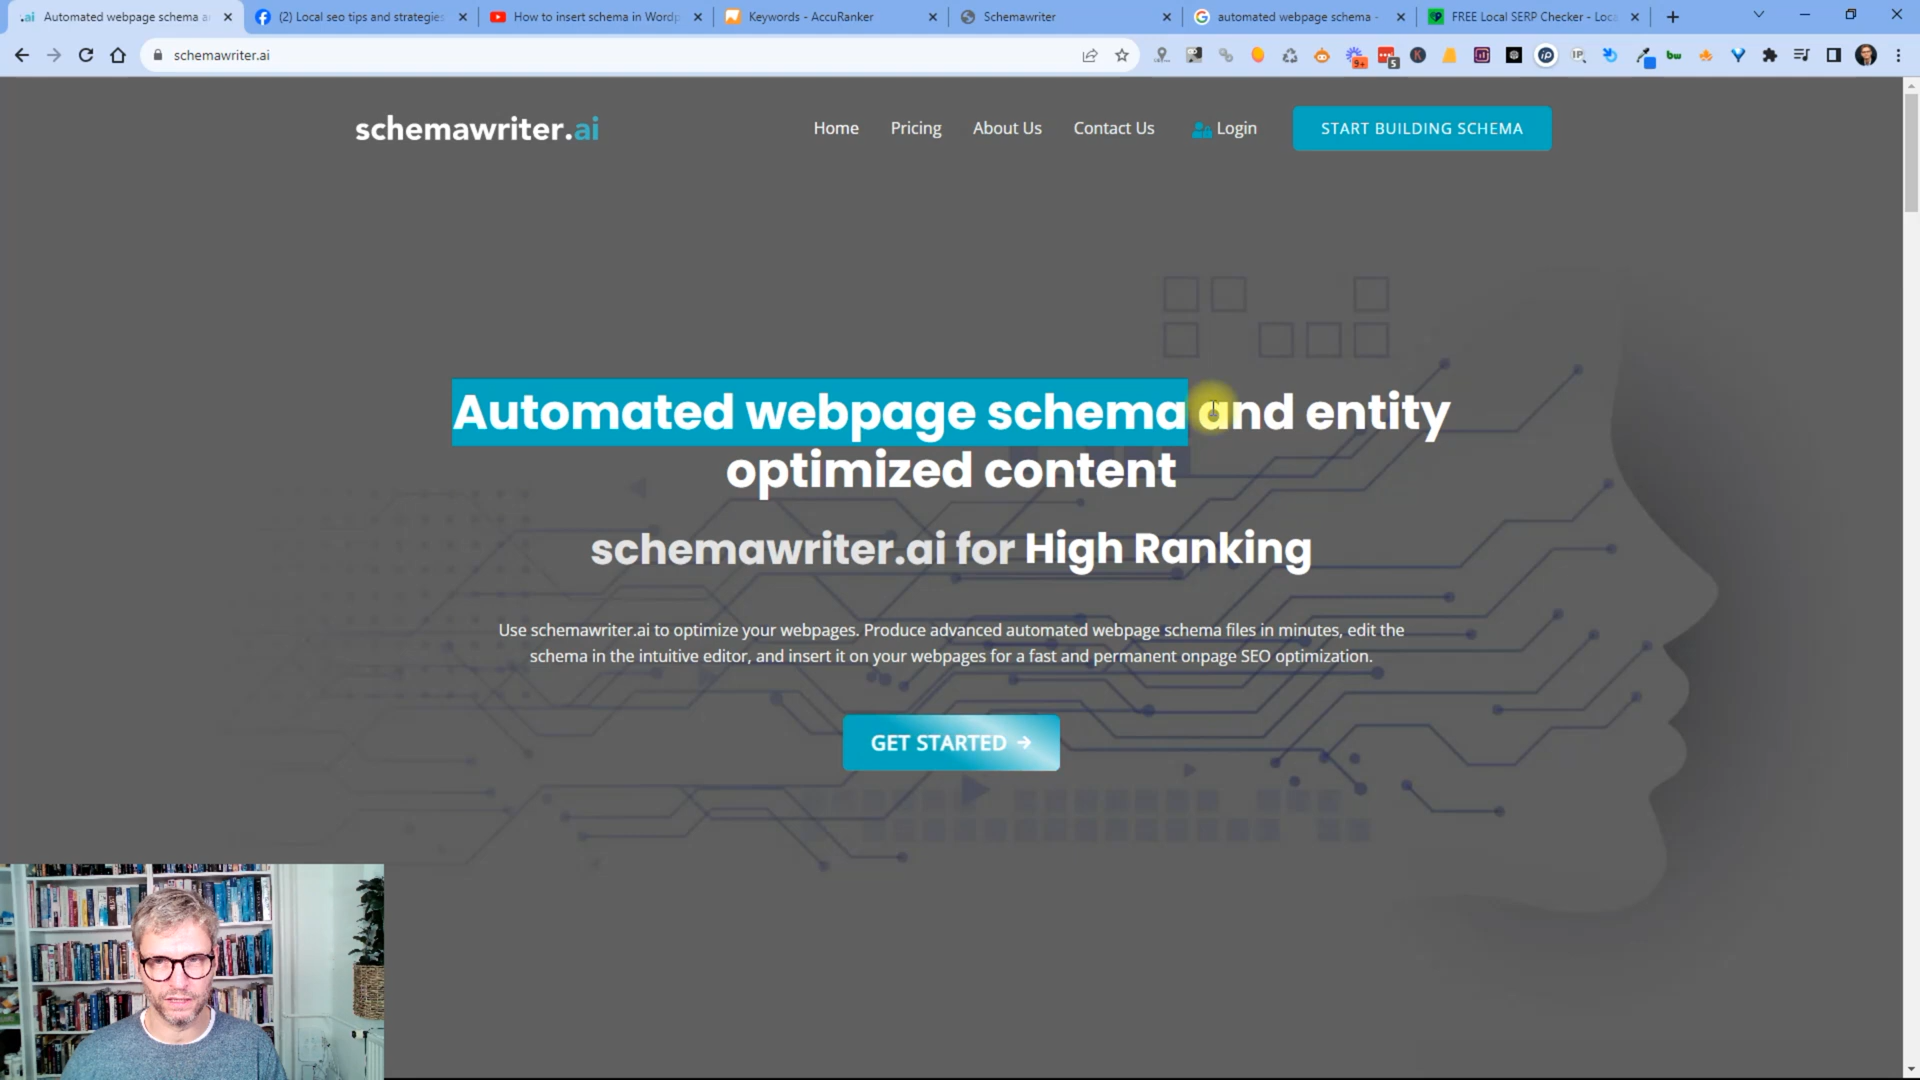 Automated webpage schema a
(2) Local seo tips and strategies
How to insert schema in Wordp
Keywords - AccuRanker
Schemawriter
automated webpage schema -
FREE Local SERP Checker - Loc
schemawriter.ai
schemawriter.ai
Home
Pricing
About Us
Contact Us
Login
START BUILDING SCHEMA
Automated webpage schema and entity
optimized content
schemawriter.ai for High Ranking
Use schemawriter.ai to optimize your webpages. Produce advanced automated webpage schema files in minutes, edit the
schema in the intuitive editor, and insert it on your webpages for a fast and permanent onpage SEO optimization.
GET STARTED →